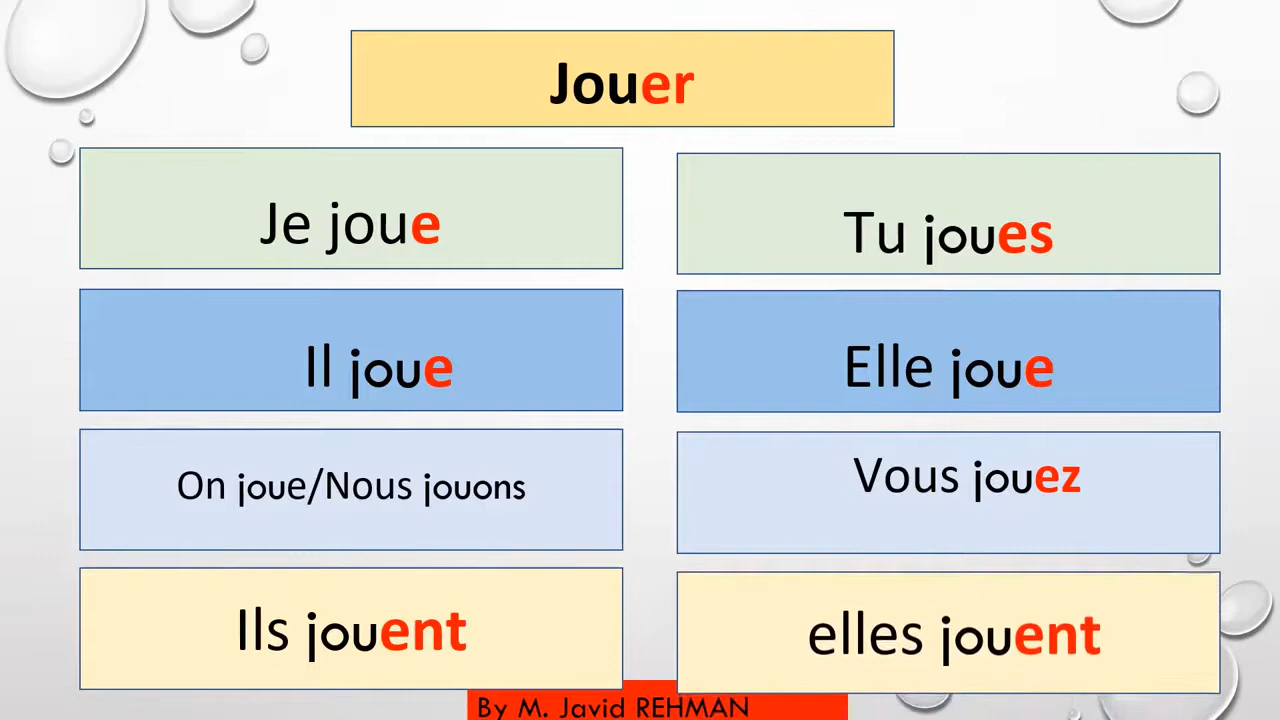 Jouer
Je joue
Tu joues
Il joue
Elle joue
On joue/Nous jouons
Vous jouez
Ils jouent
elles jouent
By M. Javid REHMAN